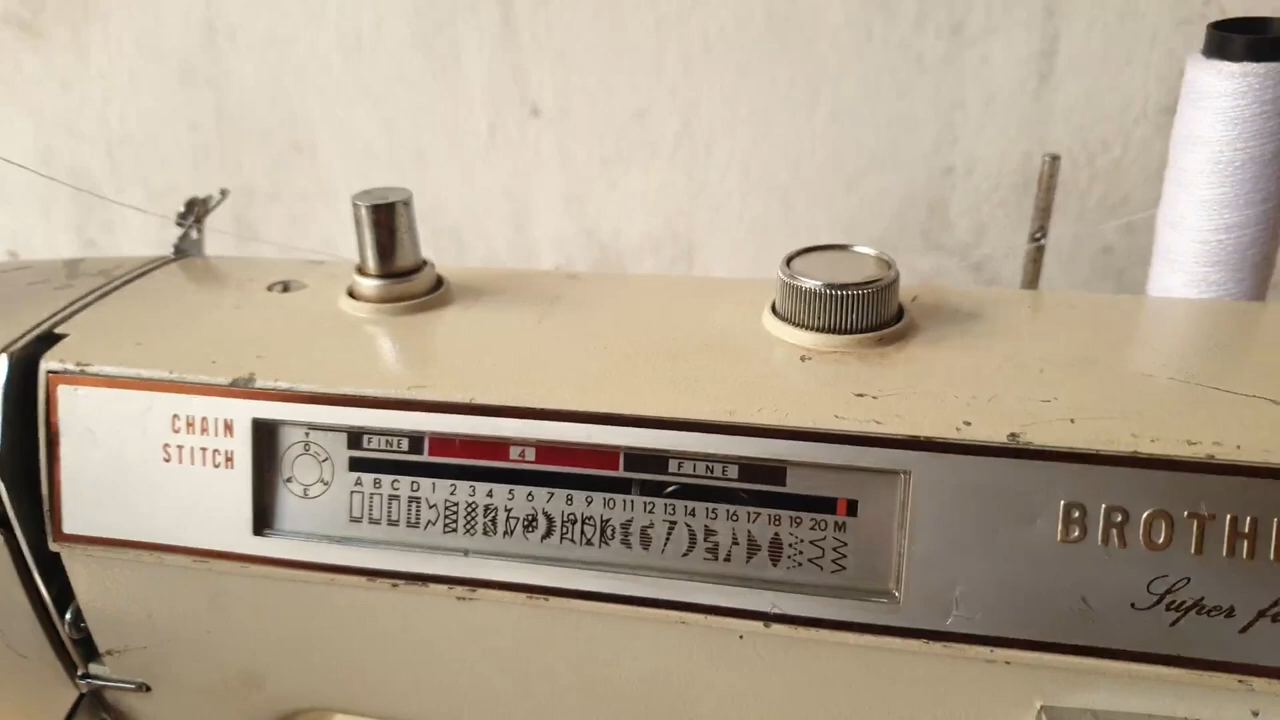 CHAIN
STITCH
FINE 4 FINE
A B C D 1 2 3 4 5 6 7 8 9 10 11 12 13 14 15 16 17 18 19 20 M
BROTH
Super